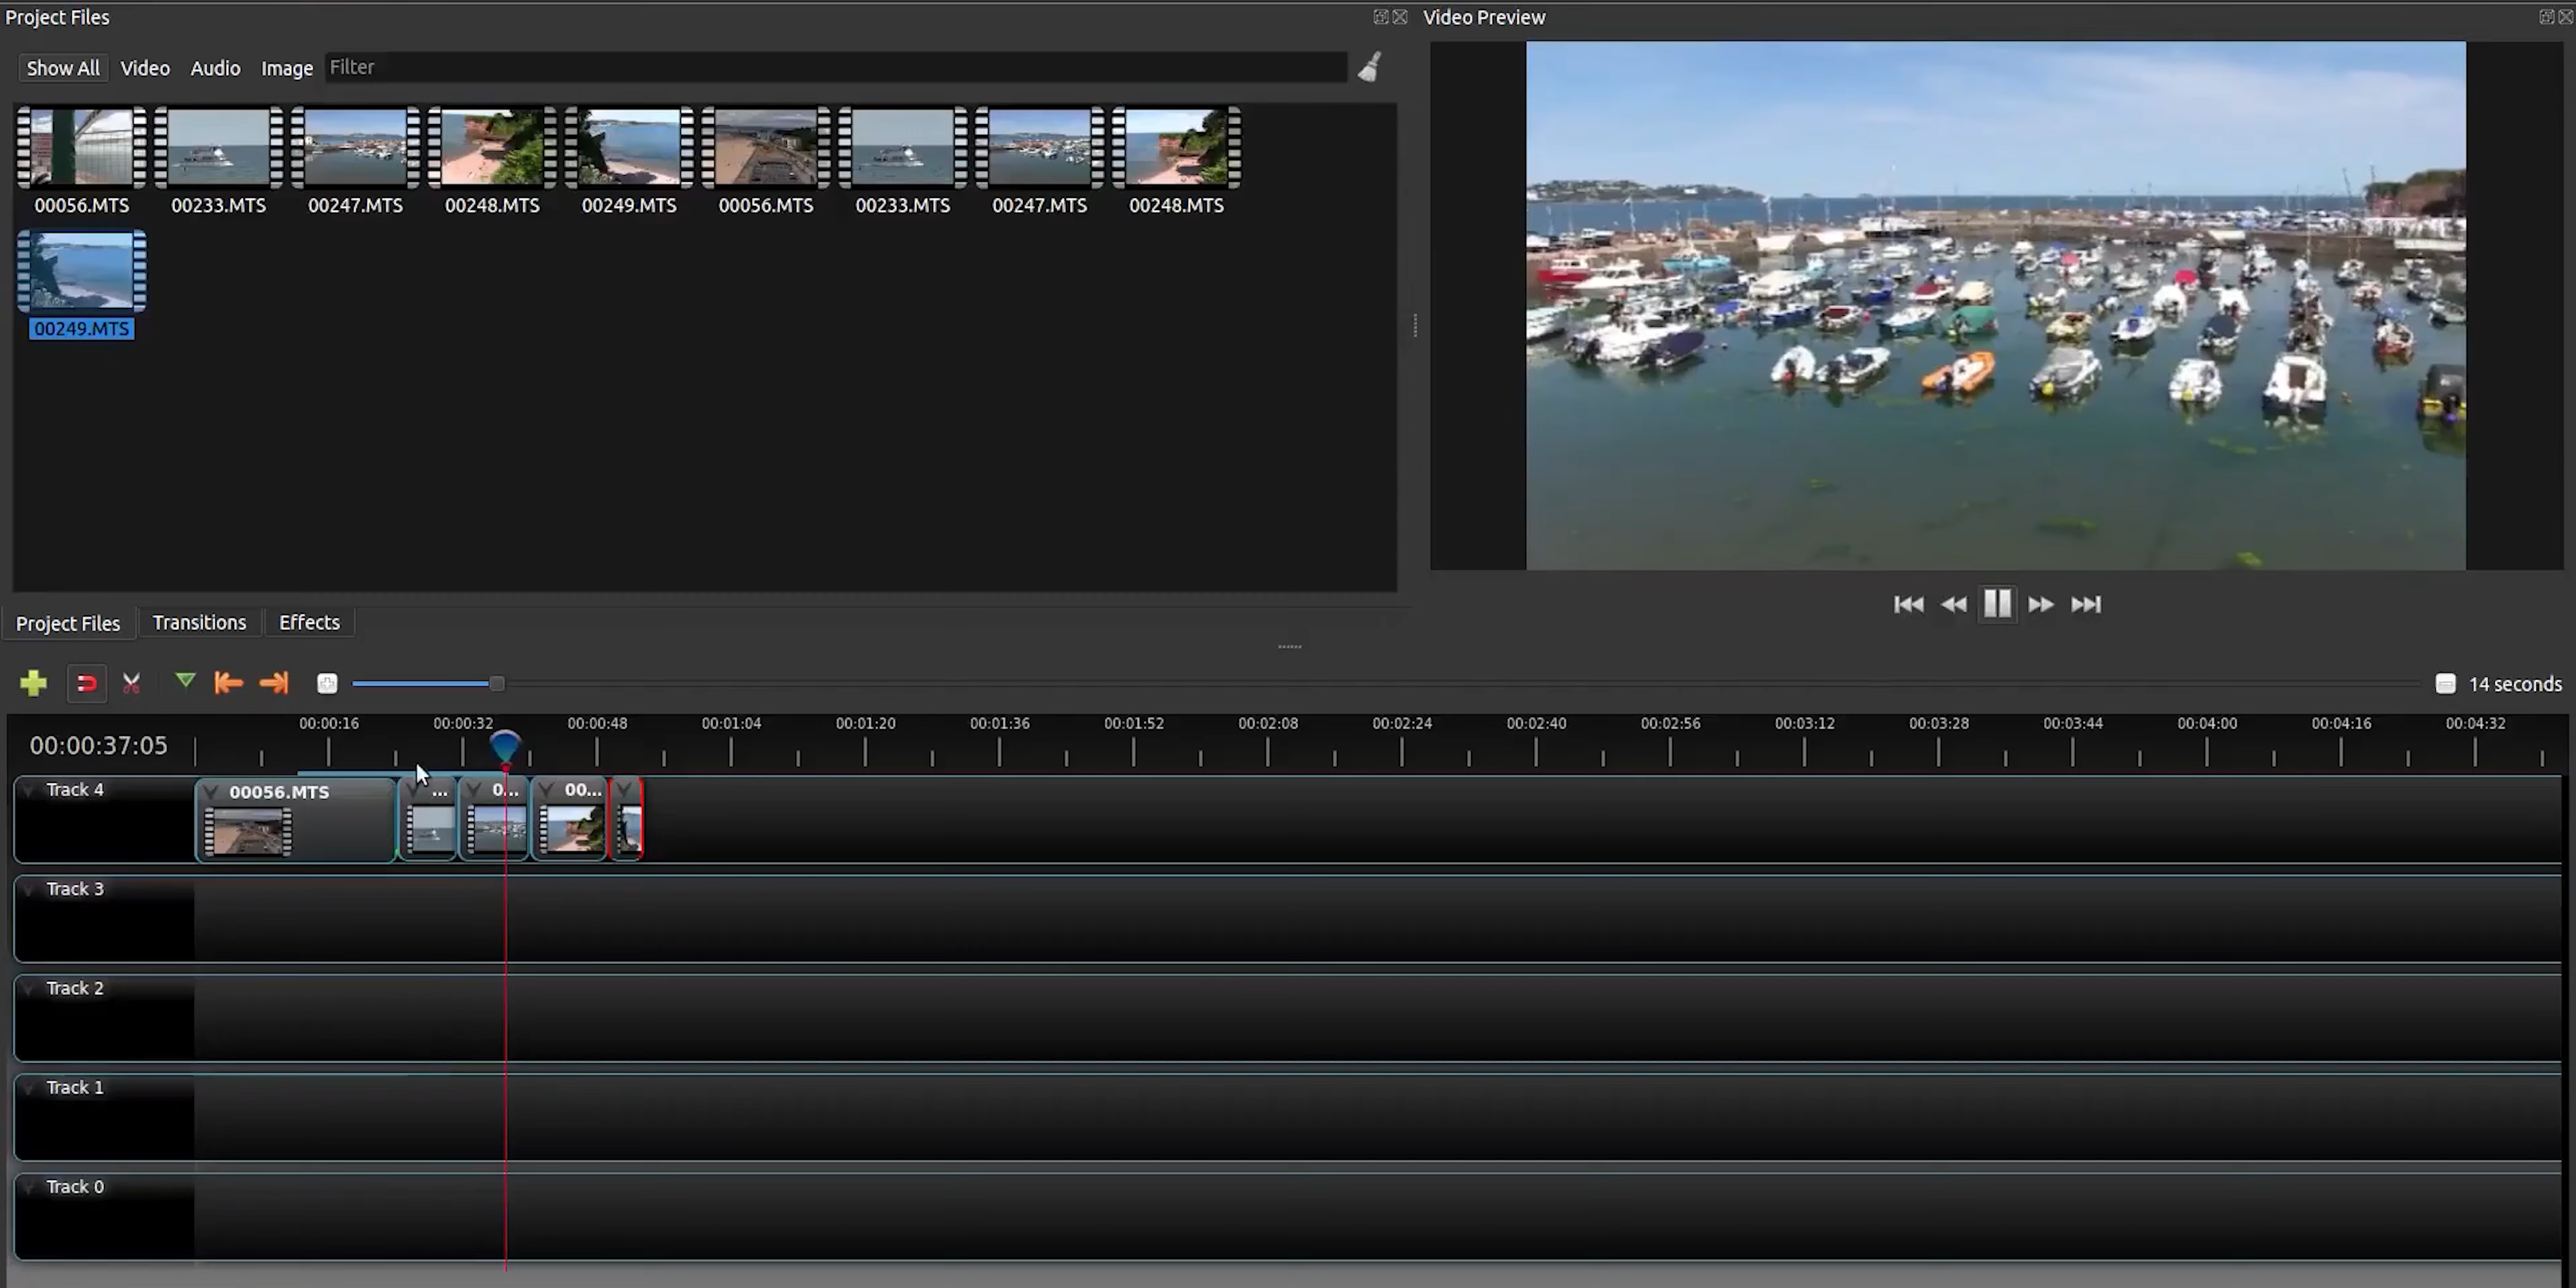 Project Files
Video Preview
Show All Video Audio Image Filter
00056.MTS 00233.MTS 00247.MTS 00248.MTS 00249.MTS 00056.MTS 00233.MTS 00247.MTS 00248.MTS
00249.MTS
Project Files Transitions Effects
14 seconds
00:00:16 00:00:32 00:00:48 00:01:04 00:01:20 00:01:36 00:01:52 00:02:08 00:02:24 00:02:40 00:02:56 00:03:12 00:03:28 00:03:44 00:04:00 00:04:16 00:04:32
00:00:37:05
Track 4 00056.MTS ... 0... 00...
Track 3
Track 2
Track 1
Track 0